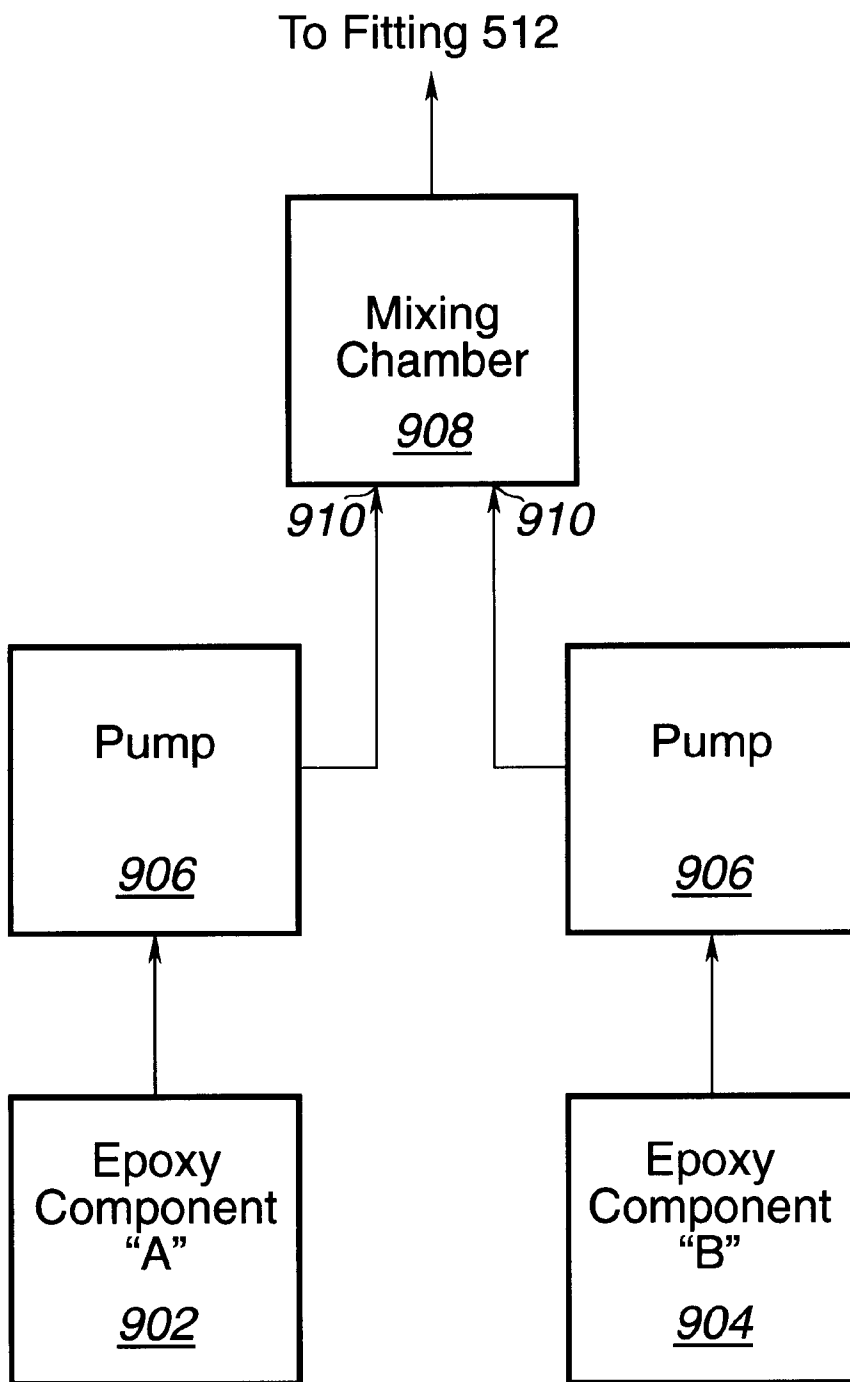 To Fitting 512
Mixing
Chamber
908
910
910
Pump
906
Pump
906
Epoxy
Component
“A”
902
Epoxy
Component
“B”
904